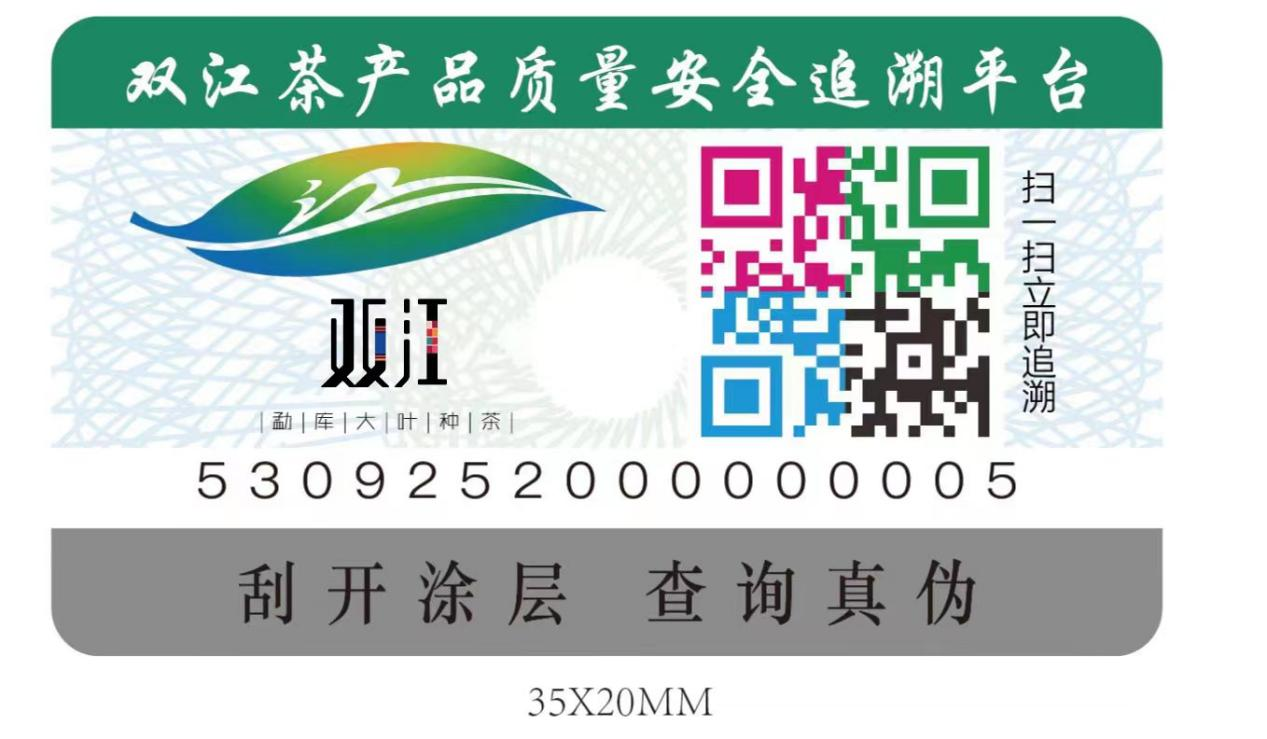 双江茶产品质量安全追溯平台
双江
|勐|库|大|叶|种|茶|
扫一扫立即追溯
5309252000000005
刮开涂层 查询真伪
35X20MM